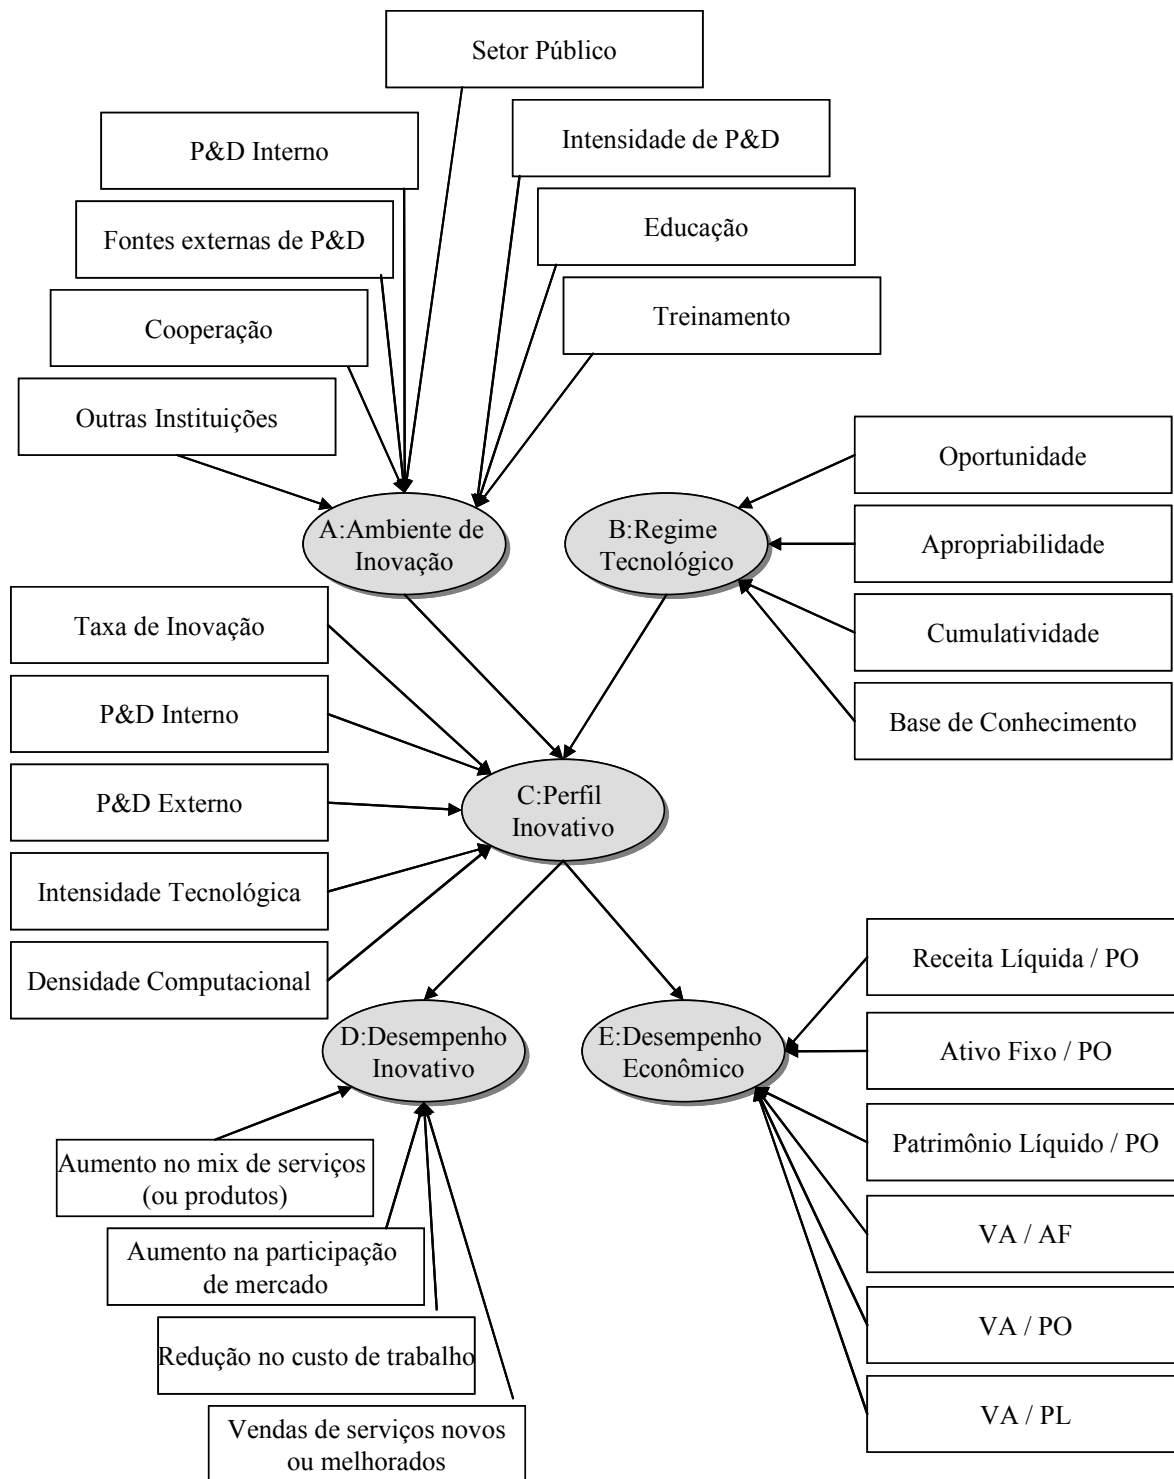 Setor Público
P&D Interno
Intensidade de P&D
Fontes externas de P&D
Educação
Cooperação
Treinamento
Outras Instituições
Oportunidade
A:Ambiente de
Inovação
B:Regime
Tecnológico
Apropriabilidade
Taxa de Inovação
Cumulatividade
P&D Interno
Base de Conhecimento
P&D Externo
C:Perfil
Inovativo
Intensidade Tecnológica
Densidade Computacional
Receita Líquida / PO
D:Desempenho
Inovativo
E:Desempenho
Econômico
Ativo Fixo / PO
Patrimônio Líquido / PO
Aumento no mix de serviços
(ou produtos)
VA / AF
Aumento na participação
de mercado
VA / PO
Redução no custo de trabalho
VA / PL
Vendas de serviços novos
ou melhorados